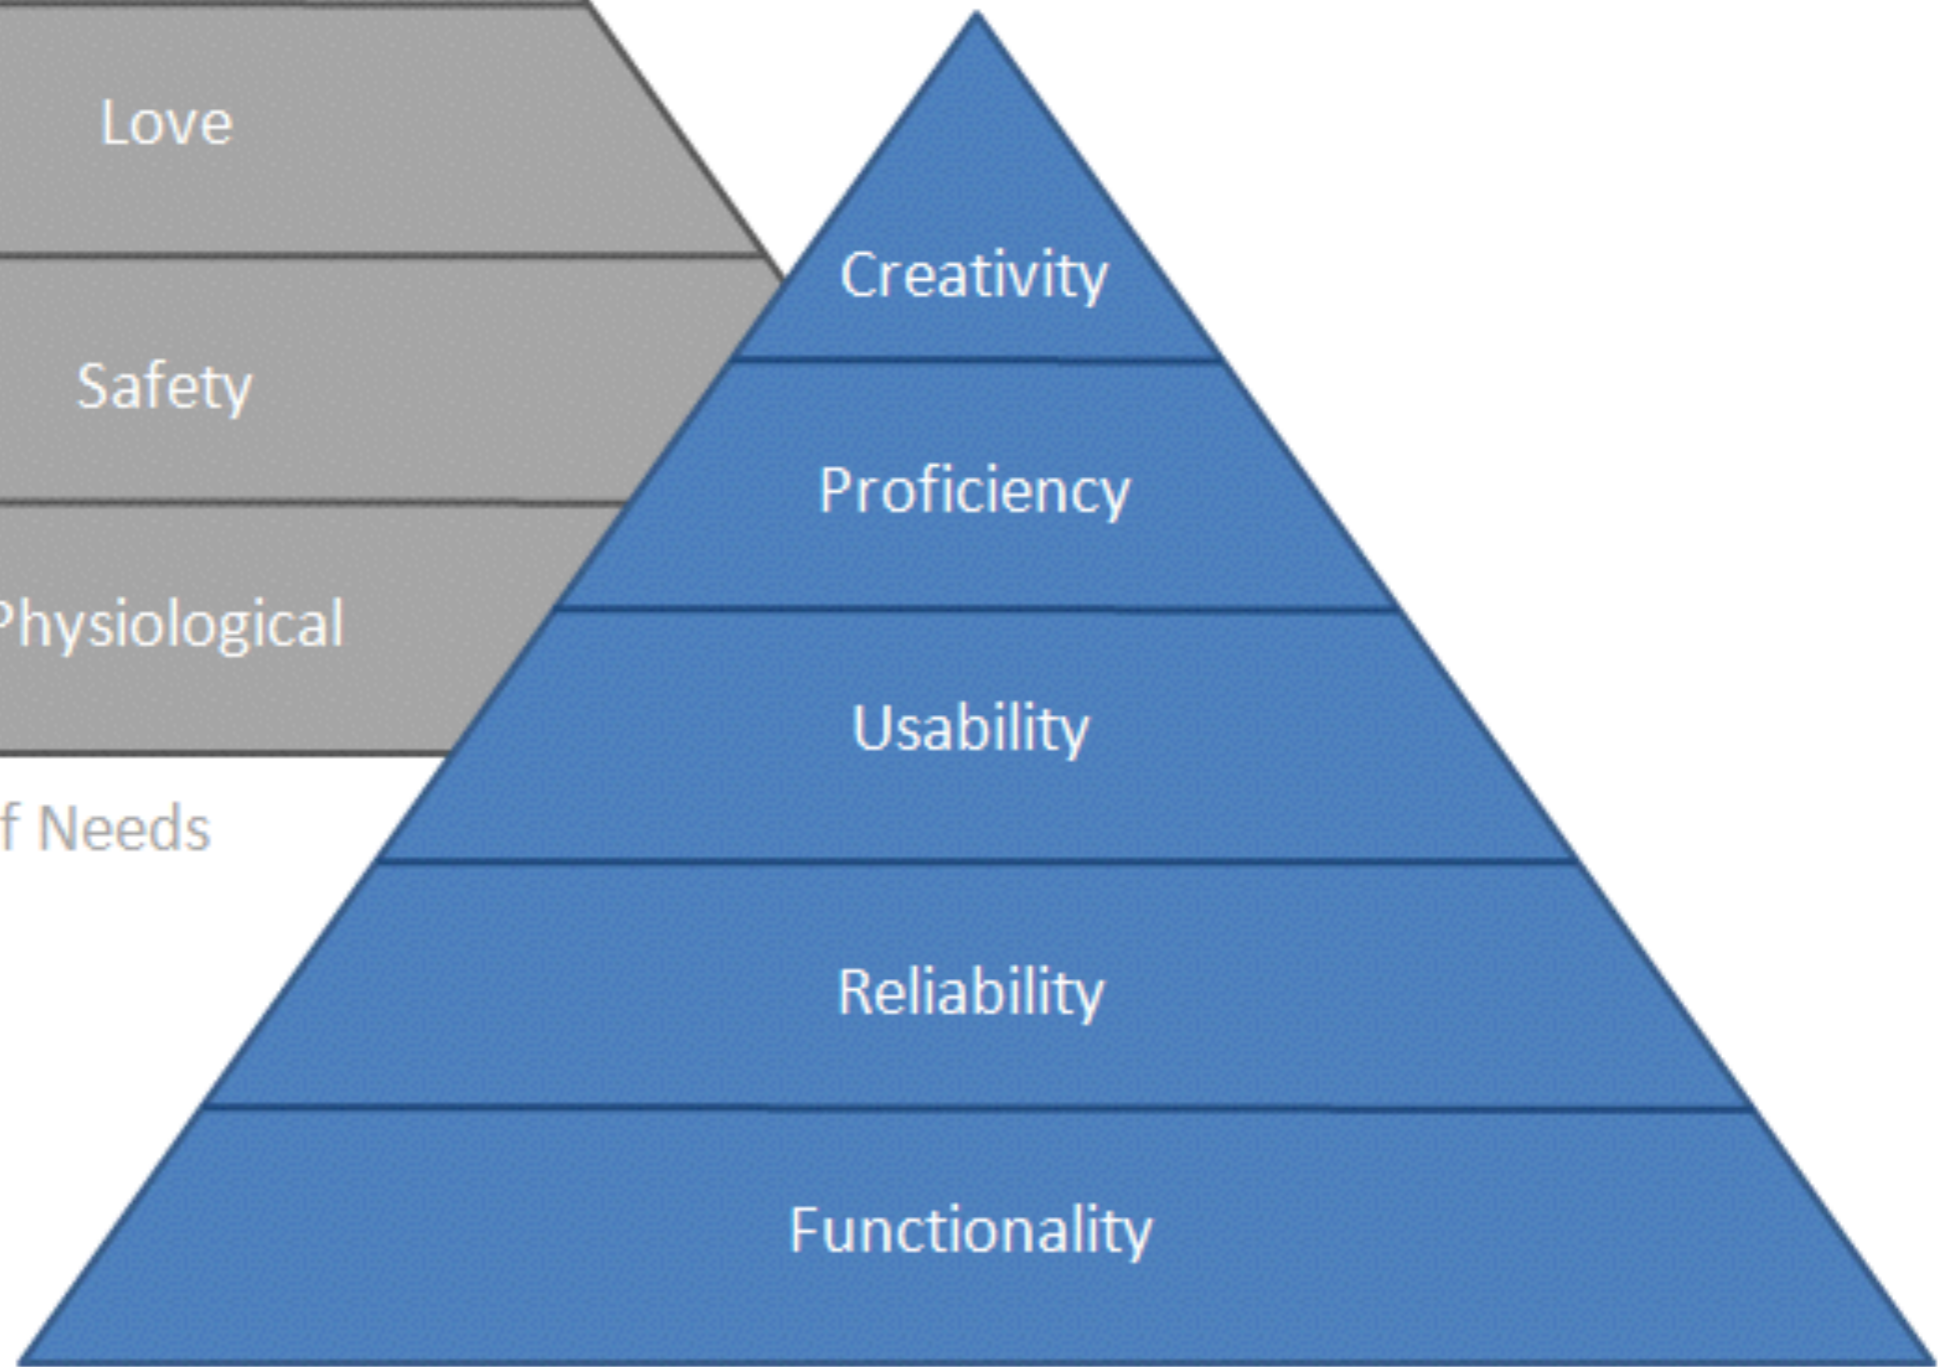 Love
Safety
Physiological
f Needs
Creativity
Proficiency
Usability
Reliability
Functionality